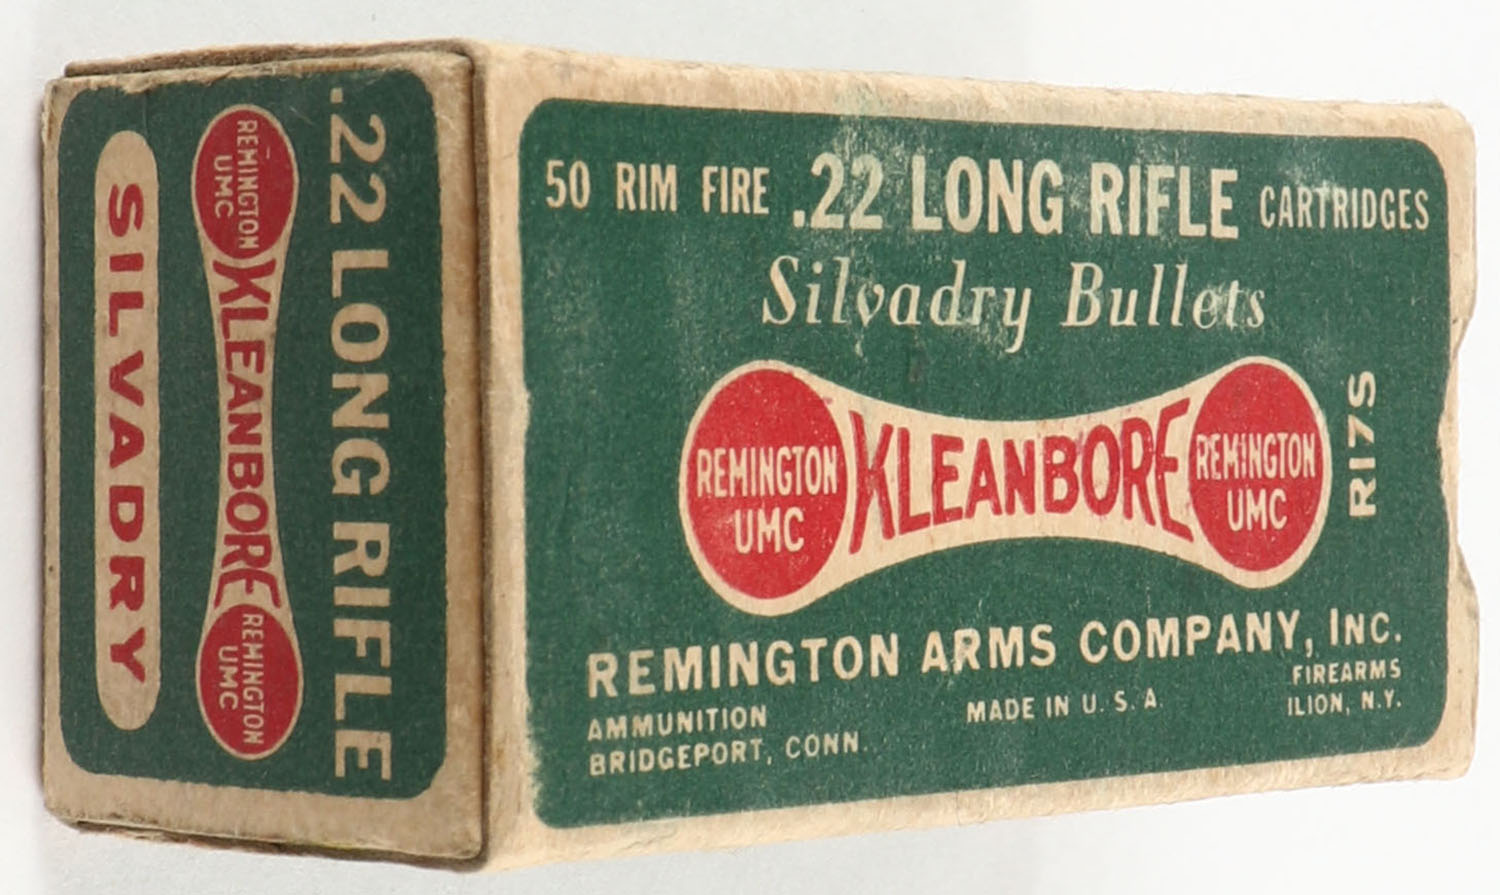 .22 LONG RIFLE
REMINGTON
UMC
KLEANBORE
REMINGTON
UMC
SILVADRY
50 RIM FIRE .22 LONG RIFLE CARTRIDGES
Silvadry Bullets
REMINGTON
UMC
KLEANBORE
REMINGTON
UMC
R17S
REMINGTON ARMS COMPANY, INC.
AMMUNITION
BRIDGEPORT, CONN.
MADE IN U. S. A.
FIREARMS
ILION, N.Y.